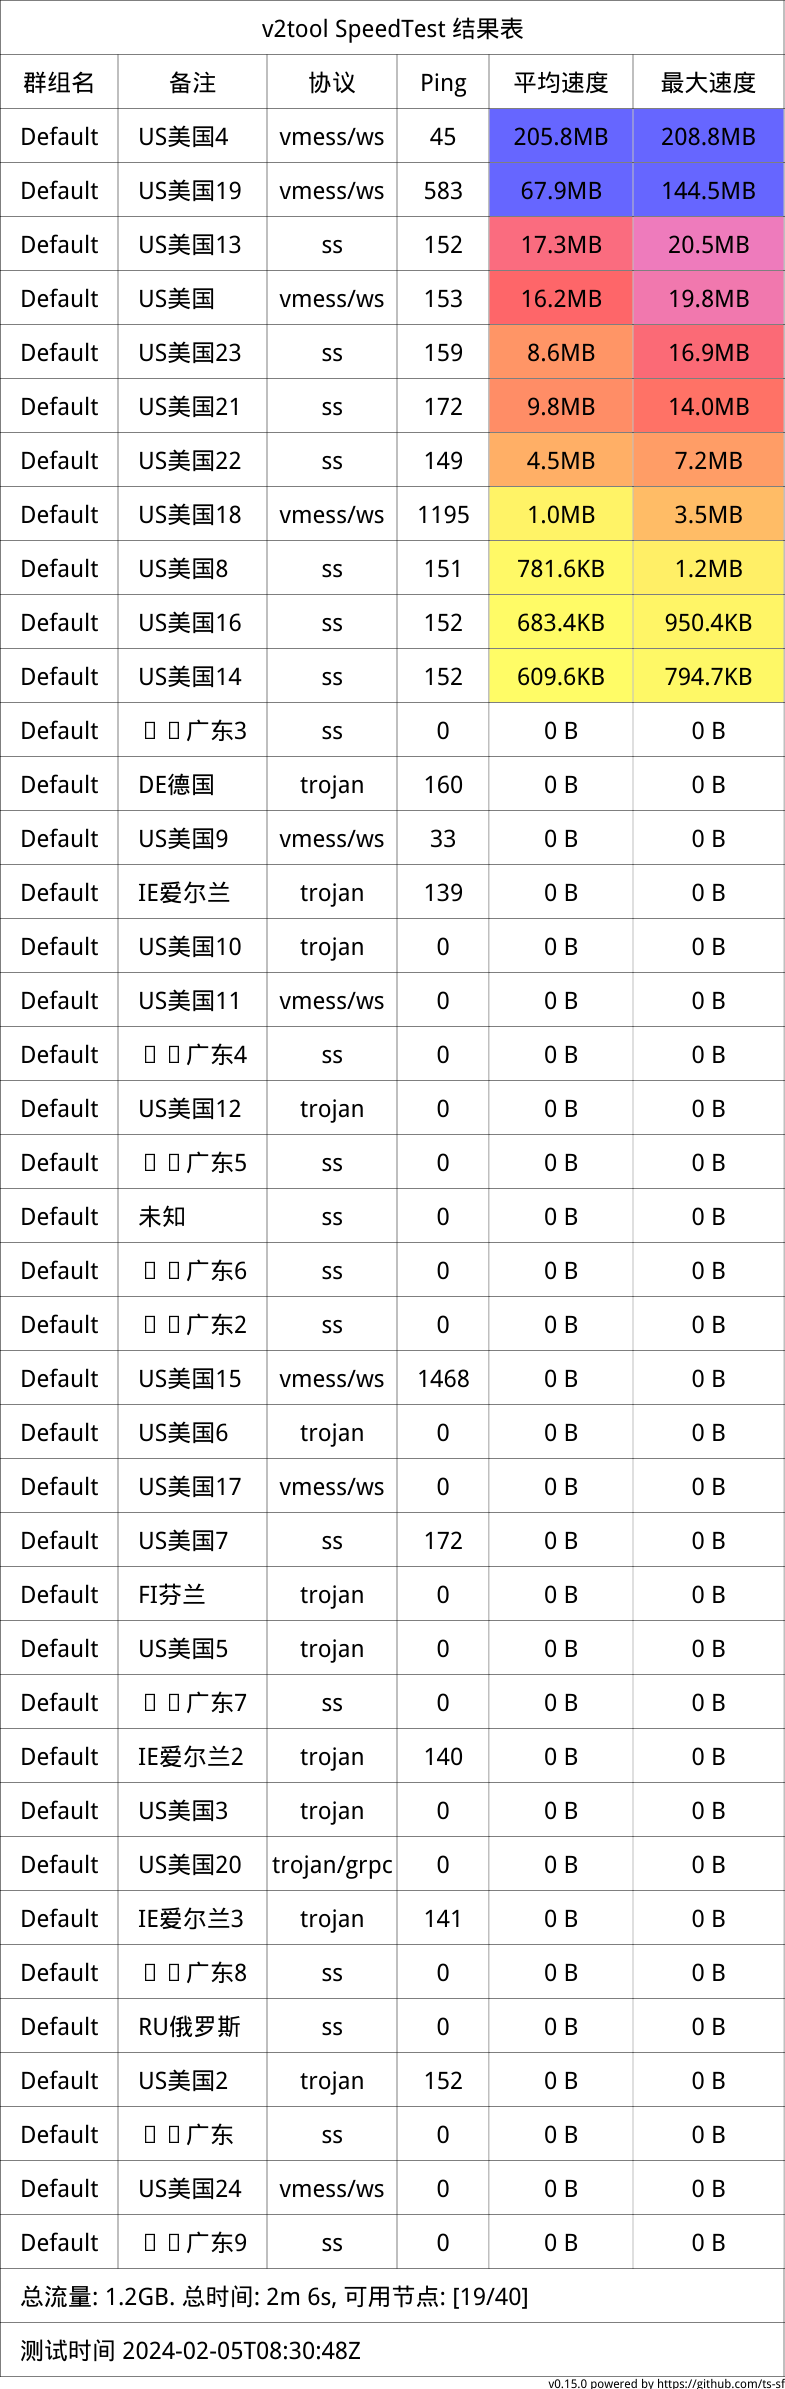 v2tool SpeedTest 结果表
群组名 备注 协议 Ping 平均速度 最大速度
Default US美国4 vmess/ws 45 205.8MB 208.8MB
Default US美国19 vmess/ws 583 67.9MB 144.5MB
Default US美国13 ss 152 17.3MB 20.5MB
Default US美国 vmess/ws 153 16.2MB 19.8MB
Default US美国23 ss 159 8.6MB 16.9MB
Default US美国21 ss 172 9.8MB 14.0MB
Default US美国22 ss 149 4.5MB 7.2MB
Default US美国18 vmess/ws 1195 1.0MB 3.5MB
Default US美国8 ss 151 781.6KB 1.2MB
Default US美国16 ss 152 683.4KB 950.4KB
Default US美国14 ss 152 609.6KB 794.7KB
Default 广东3 ss 0 0 B 0 B
Default DE德国 trojan 160 0 B 0 B
Default US美国9 vmess/ws 33 0 B 0 B
Default IE爱尔兰 trojan 139 0 B 0 B
Default US美国10 trojan 0 0 B 0 B
Default US美国11 vmess/ws 0 0 B 0 B
Default 广东4 ss 0 0 B 0 B
Default US美国12 trojan 0 0 B 0 B
Default 广东5 ss 0 0 B 0 B
Default 未知 ss 0 0 B 0 B
Default 广东6 ss 0 0 B 0 B
Default 广东2 ss 0 0 B 0 B
Default US美国15 vmess/ws 1468 0 B 0 B
Default US美国6 trojan 0 0 B 0 B
Default US美国17 vmess/ws 0 0 B 0 B
Default US美国7 ss 172 0 B 0 B
Default FI芬兰 trojan 0 0 B 0 B
Default US美国5 trojan 0 0 B 0 B
Default 广东7 ss 0 0 B 0 B
Default IE爱尔兰2 trojan 140 0 B 0 B
Default US美国3 trojan 0 0 B 0 B
Default US美国20 trojan/grpc 0 0 B 0 B
Default IE爱尔兰3 trojan 141 0 B 0 B
Default 广东8 ss 0 0 B 0 B
Default RU俄罗斯 ss 0 0 B 0 B
Default US美国2 trojan 152 0 B 0 B
Default 广东 ss 0 0 B 0 B
Default US美国24 vmess/ws 0 0 B 0 B
Default 广东9 ss 0 0 B 0 B
总流量: 1.2GB. 总时间: 2m 6s, 可用节点: [19/40]
测试时间 2024-02-05T08:30:48Z
v0.15.0 powered by https://github.com/ts-sf